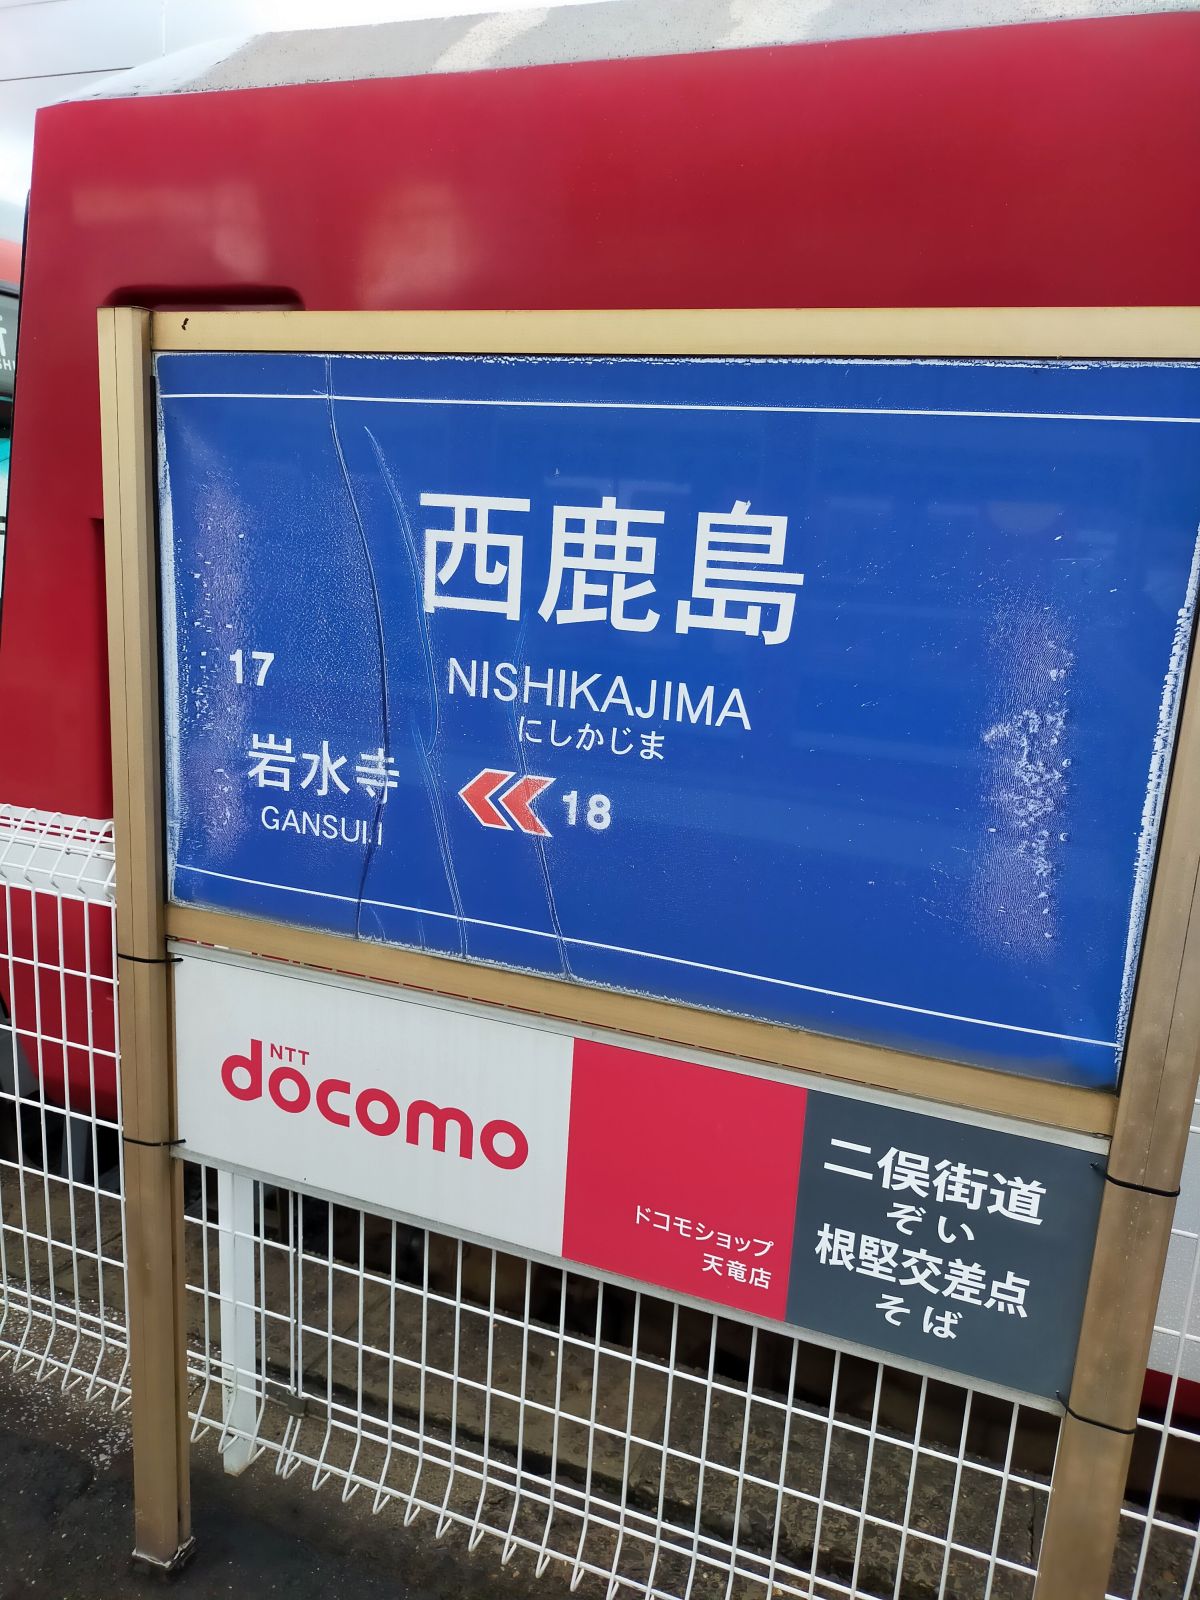 西鹿島
NISHIKAJIMA
にしかじま
17
岩水寺
GANSUIJI
18
NTT
docomo
ドコモショップ
天竜店
二俣街道
ぞい
根堅交差点
そば